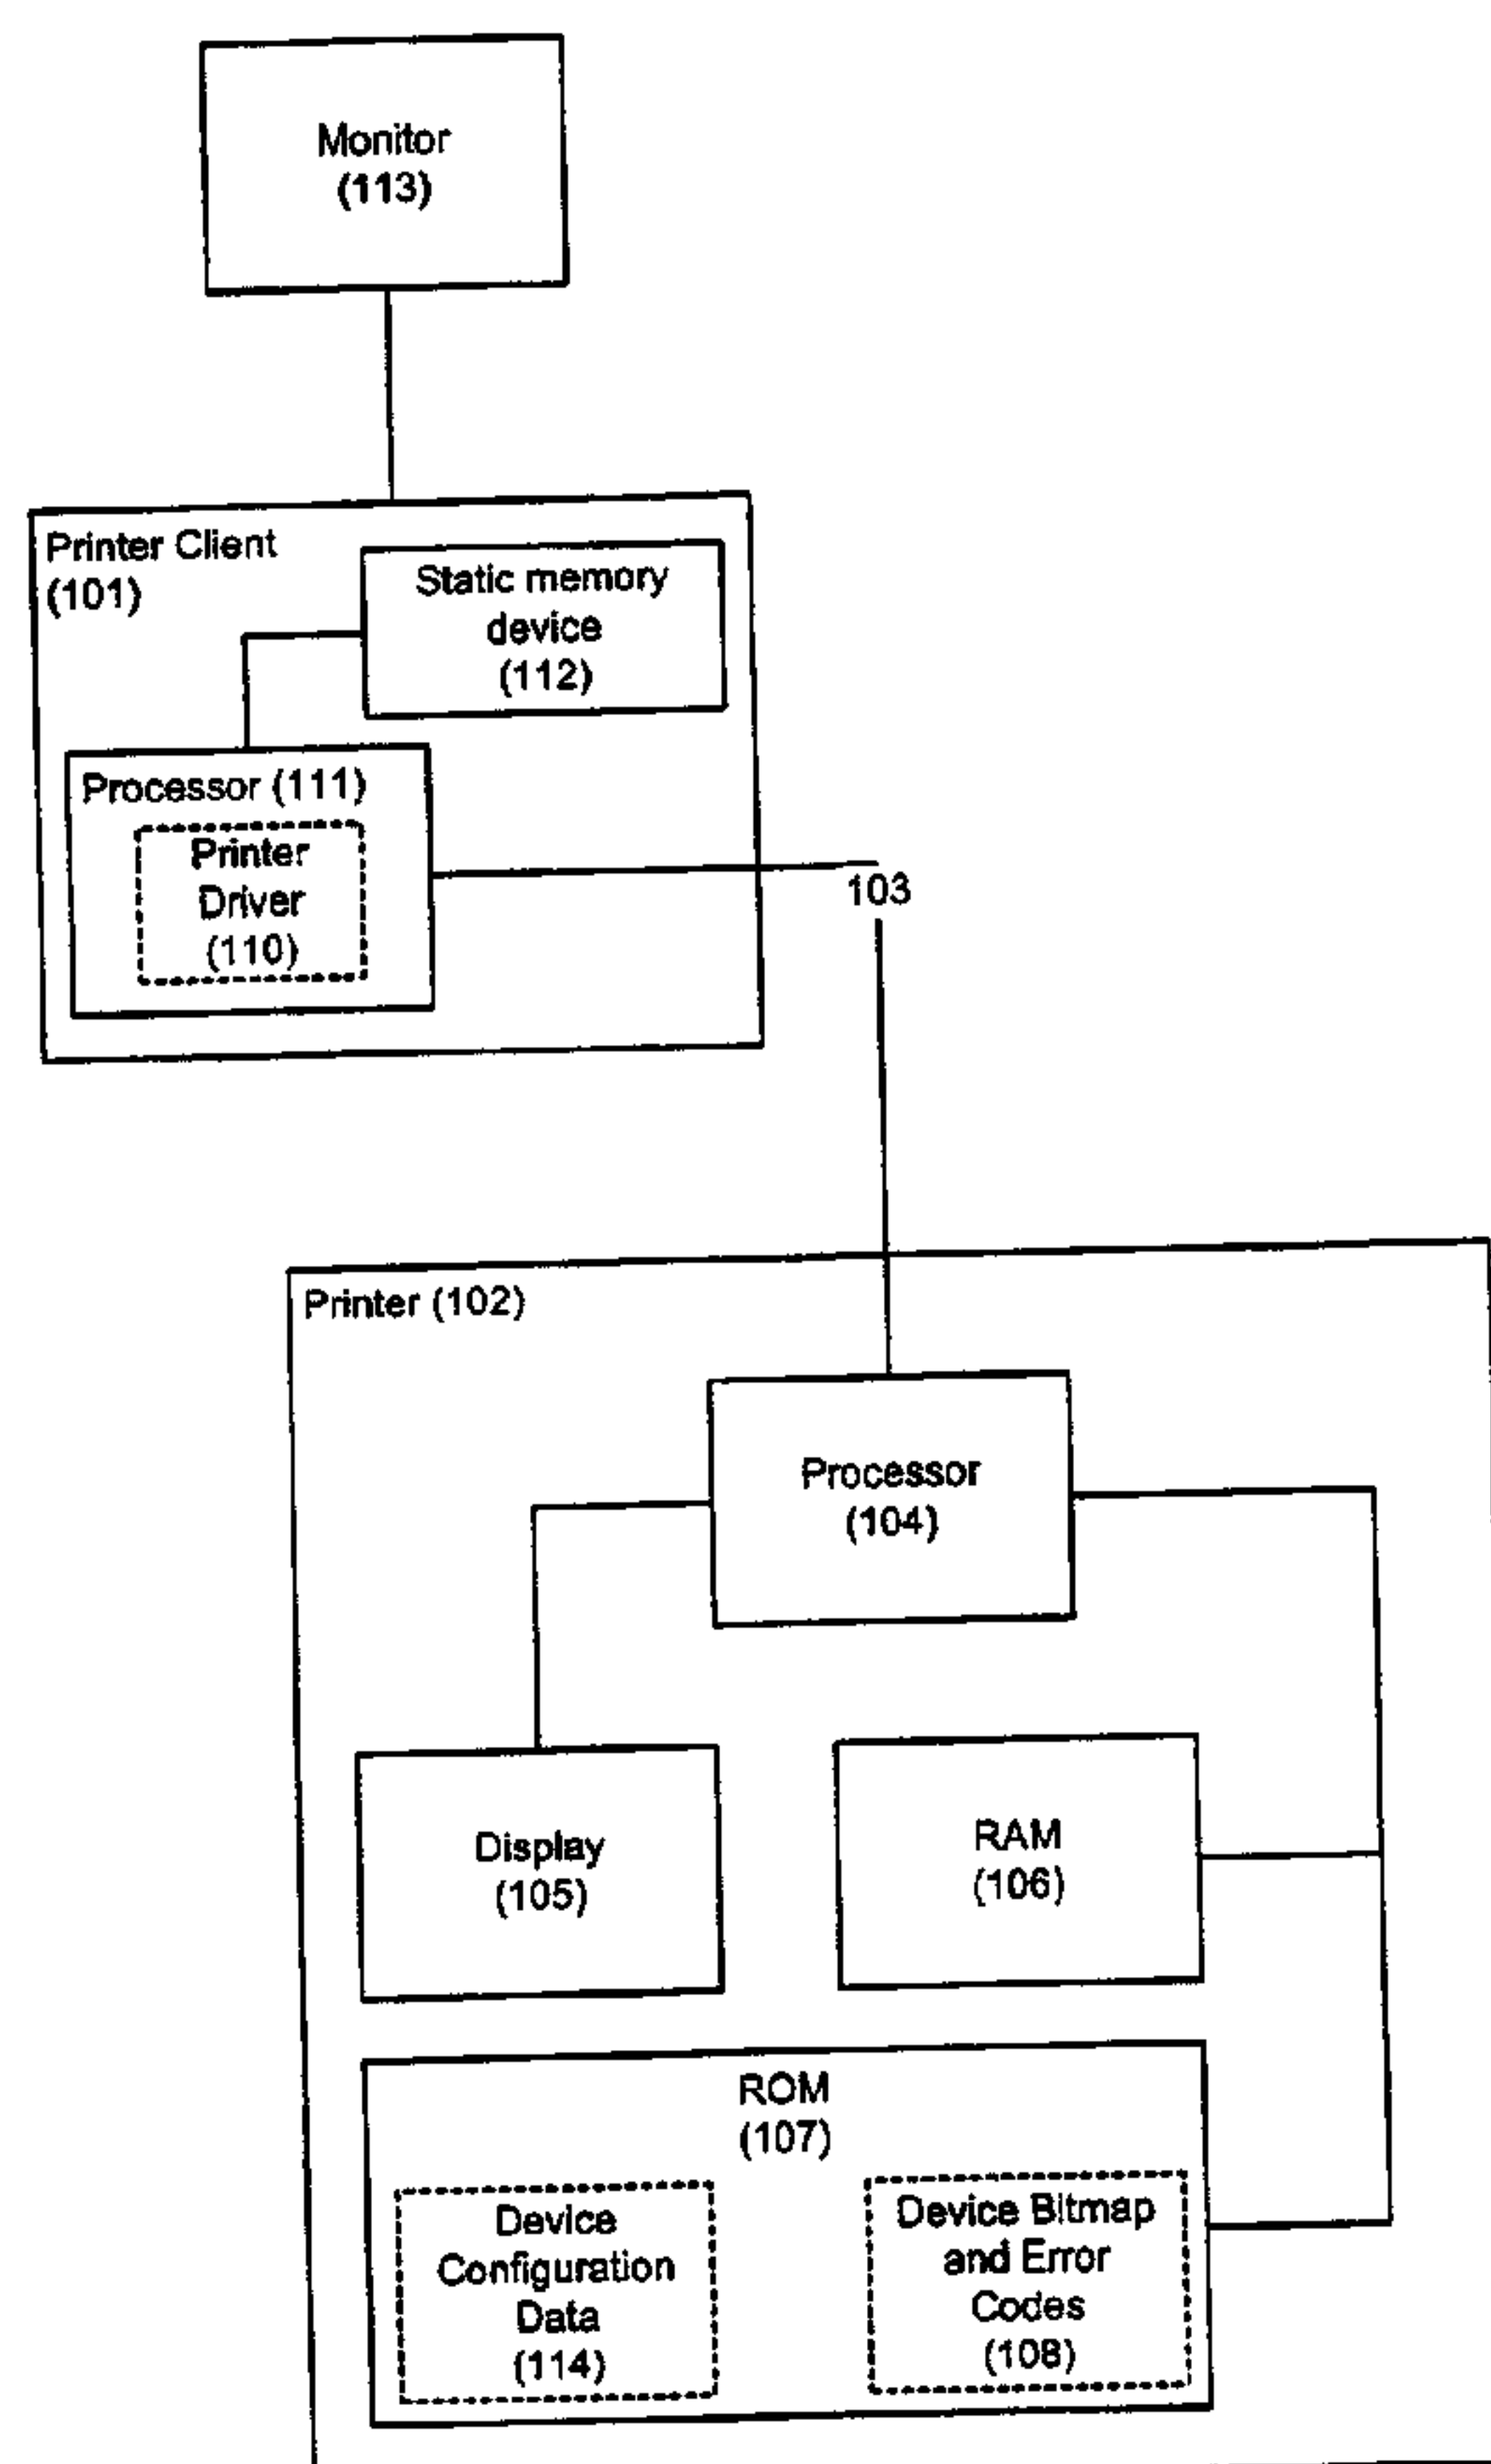 Monitor
(113)
Printer Client
(101)
Static memory
device
(112)
Processor (111)
Printer
Driver
(110)
103
Printer (102)
Processor
(104)
Display
(105)
RAM
(106)
ROM
(107)
Device
Configuration
Data
(114)
Device Bitmap
and Error
Codes
(108)